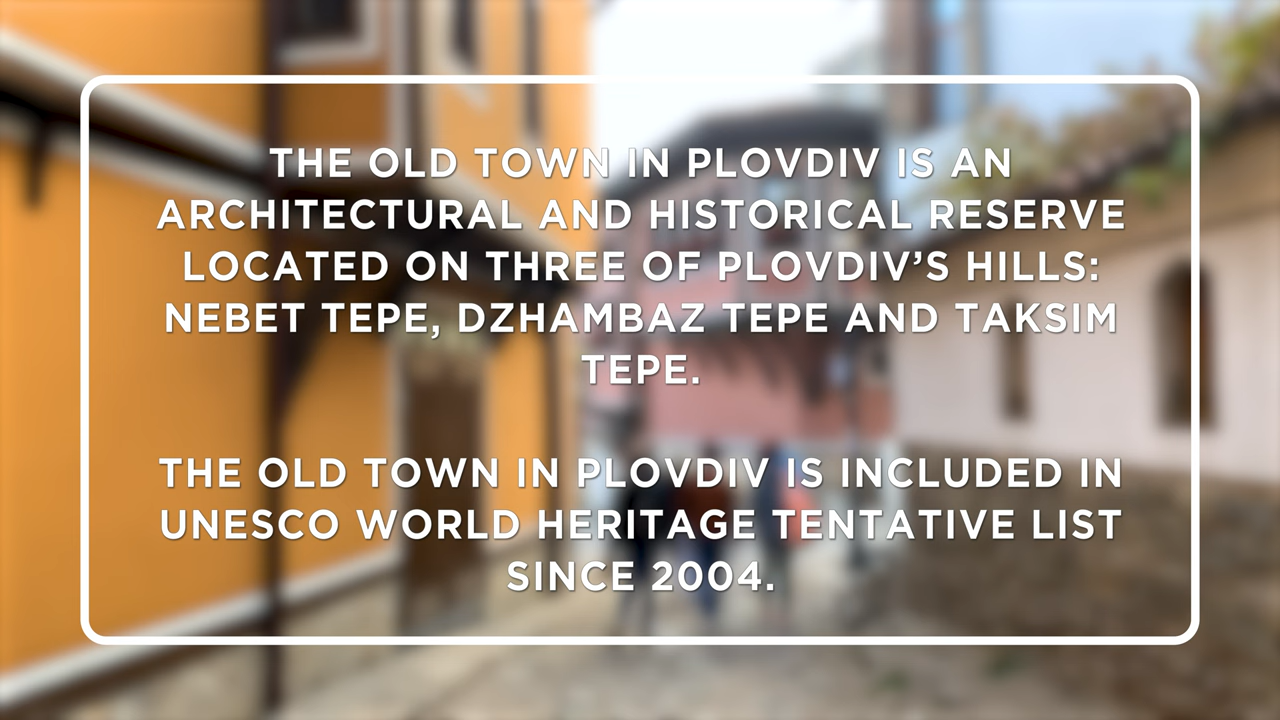 THE OLD TOWN IN PLOVDIV IS AN
ARCHITECTURAL AND HISTORICAL RESERVE
LOCATED ON THREE OF PLOVDIV’S HILLS:
NEBET TEPE, DZHAMBAZ TEPE AND TAKSIM
TEPE.
THE OLD TOWN IN PLOVDIV IS INCLUDED IN
UNESCO WORLD HERITAGE TENTATIVE LIST
SINCE 2004.